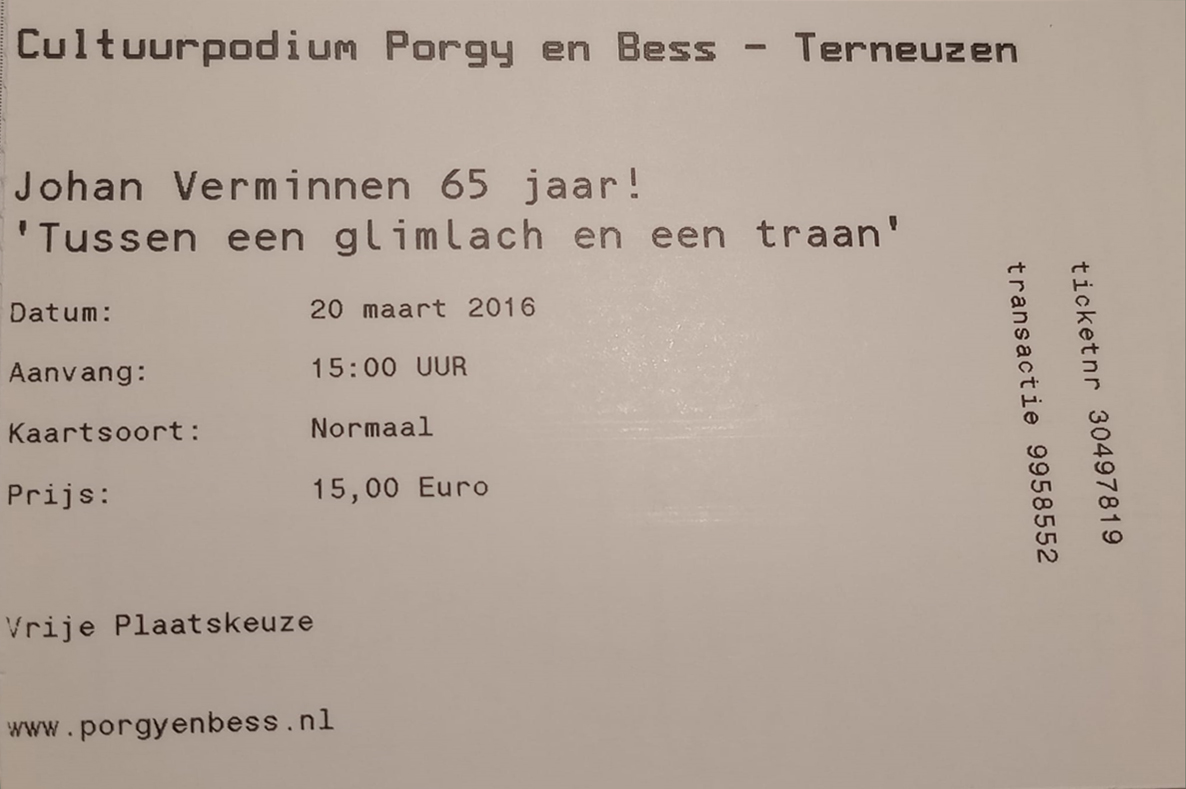 Cultuurpodium Porgy en Bess - Terneuzen
Johan Verminnen 65 jaar!
'Tussen een glimlach en een traan'
Datum: 20 maart 2016
Aanvang: 15:00 UUR
Kaartsoort: Normaal
Prijs: 15,00 Euro
Vrije Plaatskeuze
www.porgyenbess.nl
ticketnr 30497819
transactie 9958552